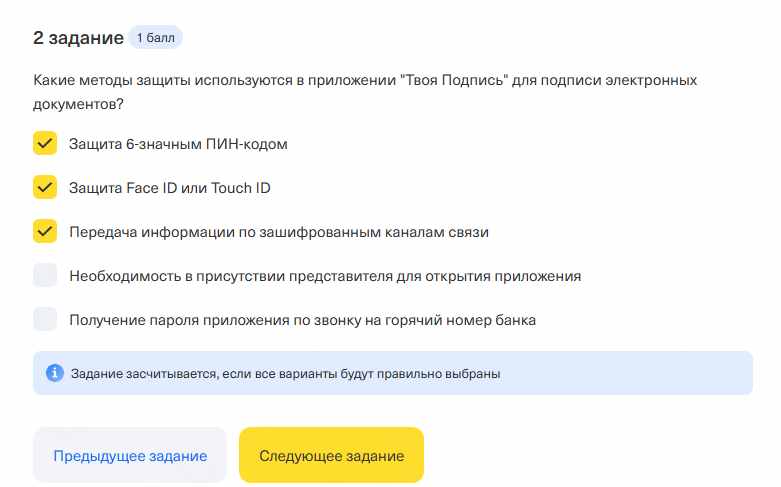 2 задание 1 балл
Какие методы защиты используются в приложении "Твоя Подпись" для подписи электронных
документов?
Защита 6-значным ПИН-кодом
Защита Face ID или Touch ID
Передача информации по зашифрованным каналам связи
Необходимость в присутствии представителя для открытия приложения
Получение пароля приложения по звонку на горячий номер банка
Задание засчитывается, если все варианты будут правильно выбраны
Предыдущее задание Следующее задание